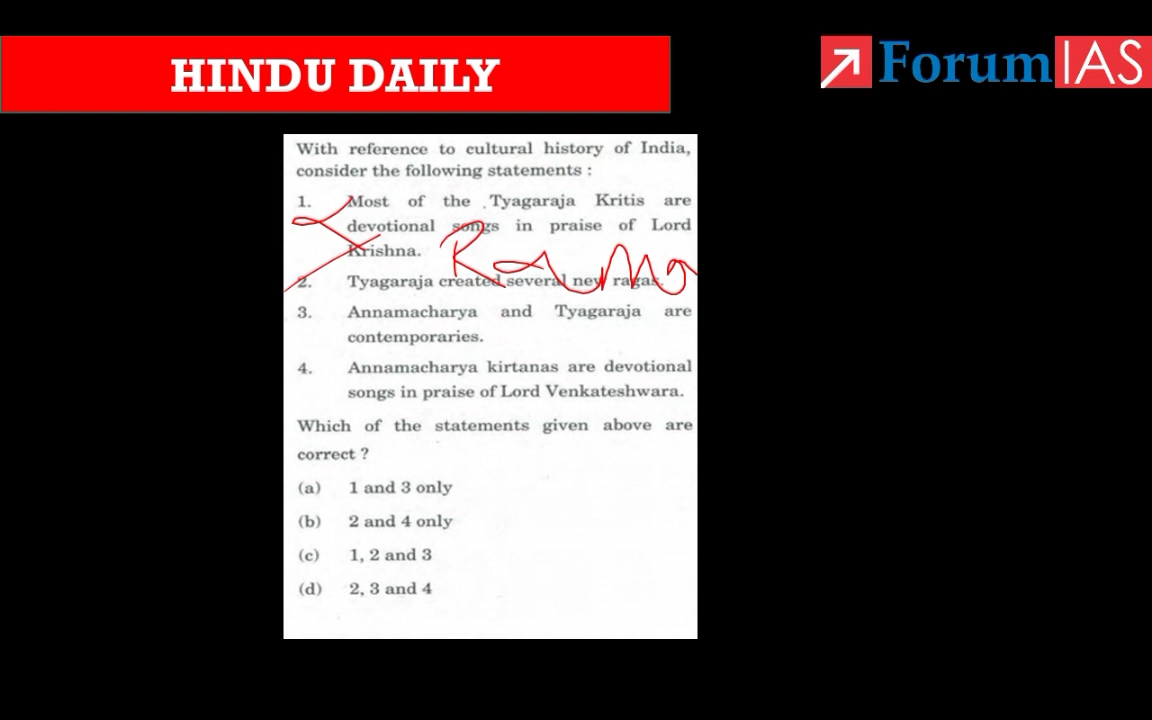 HINDU DAILY
ForumIAS
With reference to cultural history of India,
consider the following statements :
1. Most of the Tyagaraja Kritis are
devotional songs in praise of Lord
Krishna.
Rama
2. Tyagaraja created several new ragas.
3. Annamacharya and Tyagaraja are
contemporaries.
4. Annamacharya kirtanas are devotional
songs in praise of Lord Venkateshwara.
Which of the statements given above are
correct ?
(a) 1 and 3 only
(b) 2 and 4 only
(c) 1, 2 and 3
(d) 2, 3 and 4